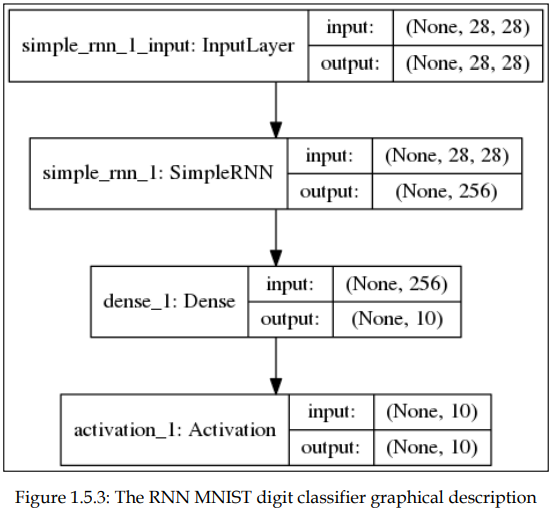 simple_rnn_1_input: InputLayer
input: (None, 28, 28)
output: (None, 28, 28)
simple_rnn_1: SimpleRNN
input: (None, 28, 28)
output: (None, 256)
dense_1: Dense
input: (None, 256)
output: (None, 10)
activation_1: Activation
input: (None, 10)
output: (None, 10)
Figure 1.5.3: The RNN MNIST digit classifier graphical description